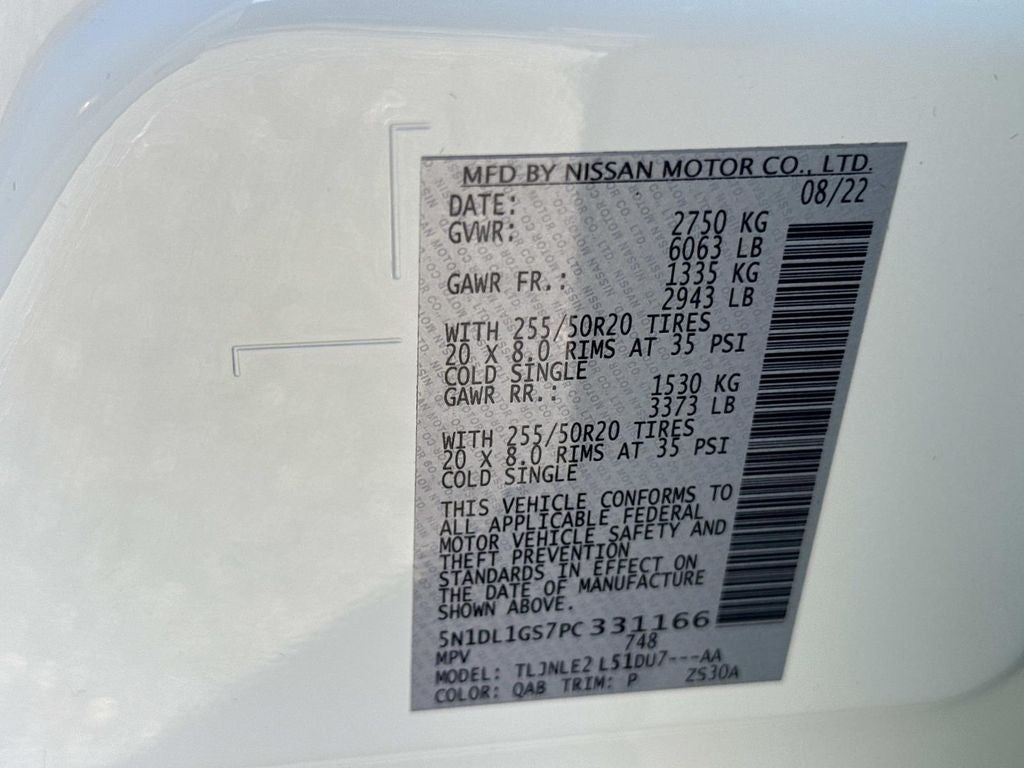 MFD BY NISSAN MOTOR CO., LTD.
DATE: 08/22
GVWR: 2750 KG
6063 LB
GAWR FR.: 1335 KG
2943 LB
WITH 255/50R20 TIRES
20 X 8.0 RIMS AT 35 PSI
COLD SINGLE
GAWR RR.: 1530 KG
3373 LB
WITH 255/50R20 TIRES
20 X 8.0 RIMS AT 35 PSI
COLD SINGLE
THIS VEHICLE CONFORMS TO
ALL APPLICABLE FEDERAL
MOTOR VEHICLE SAFETY AND
THEFT PREVENTION
STANDARDS IN EFFECT ON
THE DATE OF MANUFACTURE
SHOWN ABOVE.
5N1DL1GS7PC331166
MPV 748
MODEL: TLJNLE2 L51DU7---AA
COLOR: QAB TRIM: P ZS30A